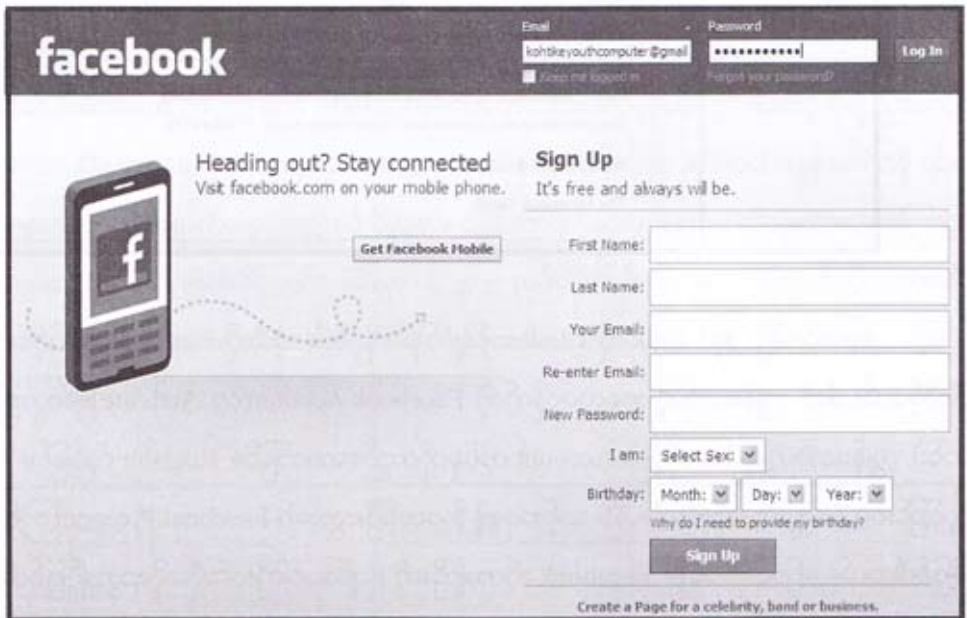 facebook
Email
Password
kohtikeyouthcomputer@gmail
•••••••••••
Log In
Keep me logged in
Forgot your password?
Heading out? Stay connected
Visit facebook.com on your mobile phone.
Get Facebook Mobile
f
Sign Up
It's free and always will be.
First Name:
Last Name:
Your Email:
Re-enter Email:
New Password:
I am: Select Sex:
Birthday: Month: Day: Year:
Why do I need to provide my birthday?
Sign Up
Create a Page for a celebrity, band or business.